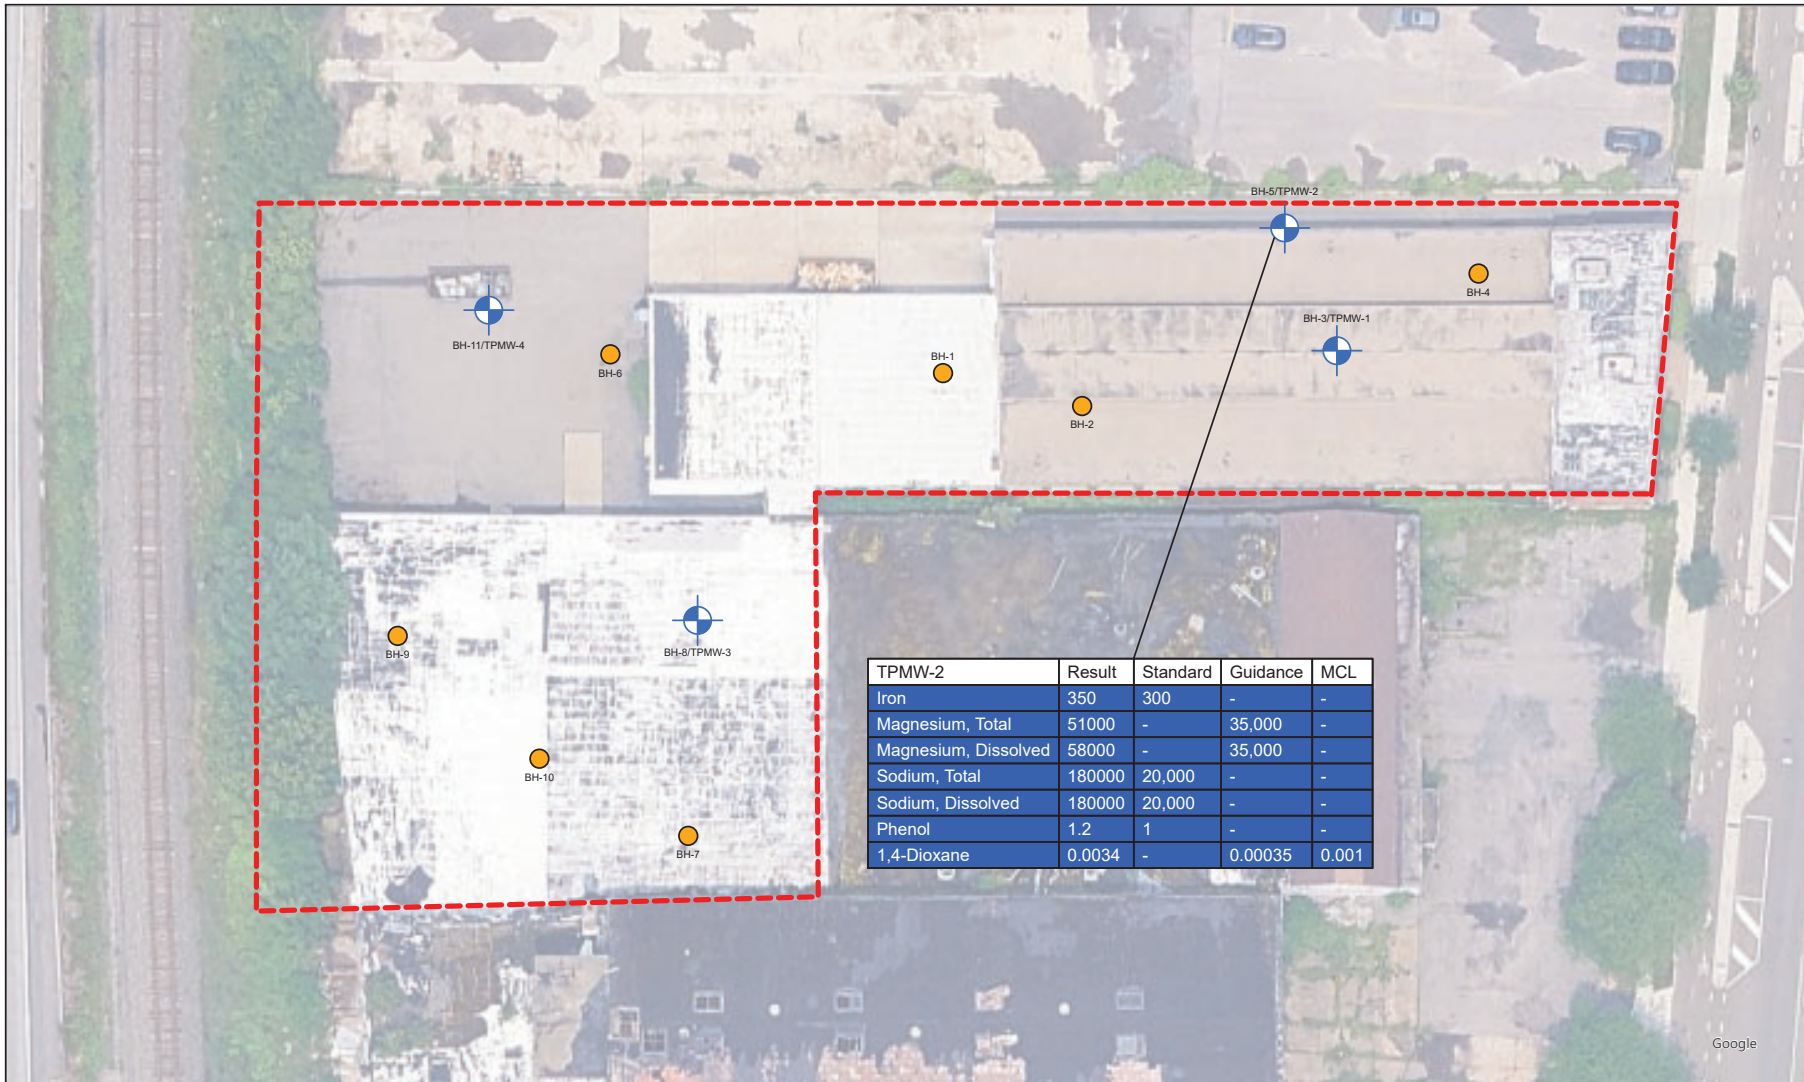 BH-5/TPMW-2
BH-4
BH-3/TPMW-1
BH-11/TPMW-4
BH-6
BH-1
BH-2
BH-9
BH-8/TPMW-3
BH-10
BH-7
TPMW-2 Result Standard Guidance MCL
Iron 350 300 - -
Magnesium, Total 51000 - 35,000 -
Magnesium, Dissolved 58000 - 35,000 -
Sodium, Total 180000 20,000 - -
Sodium, Dissolved 180000 20,000 - -
Phenol 1.2 1 - -
1,4-Dioxane 0.0034 - 0.00035 0.001
Google